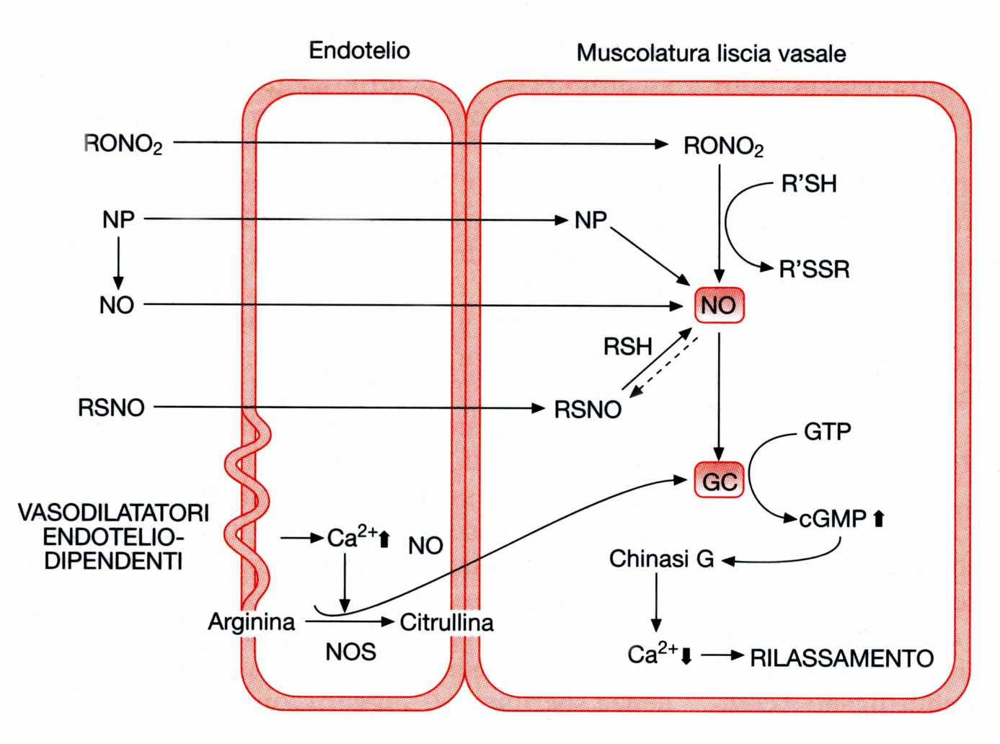 Endotelio
Muscolatura liscia vasale
RONO₂
RONO₂
R'SH
NP
NP
R'SSR
NO
NO
RSH
RSNO
RSNO
GTP
GC
VASODILATATORI
ENDOTELIO-
DIPENDENTI
cGMP
Ca²⁺
NO
Chinasi G
Arginina
Citrullina
NOS
Ca²⁺
RILASSAMENTO